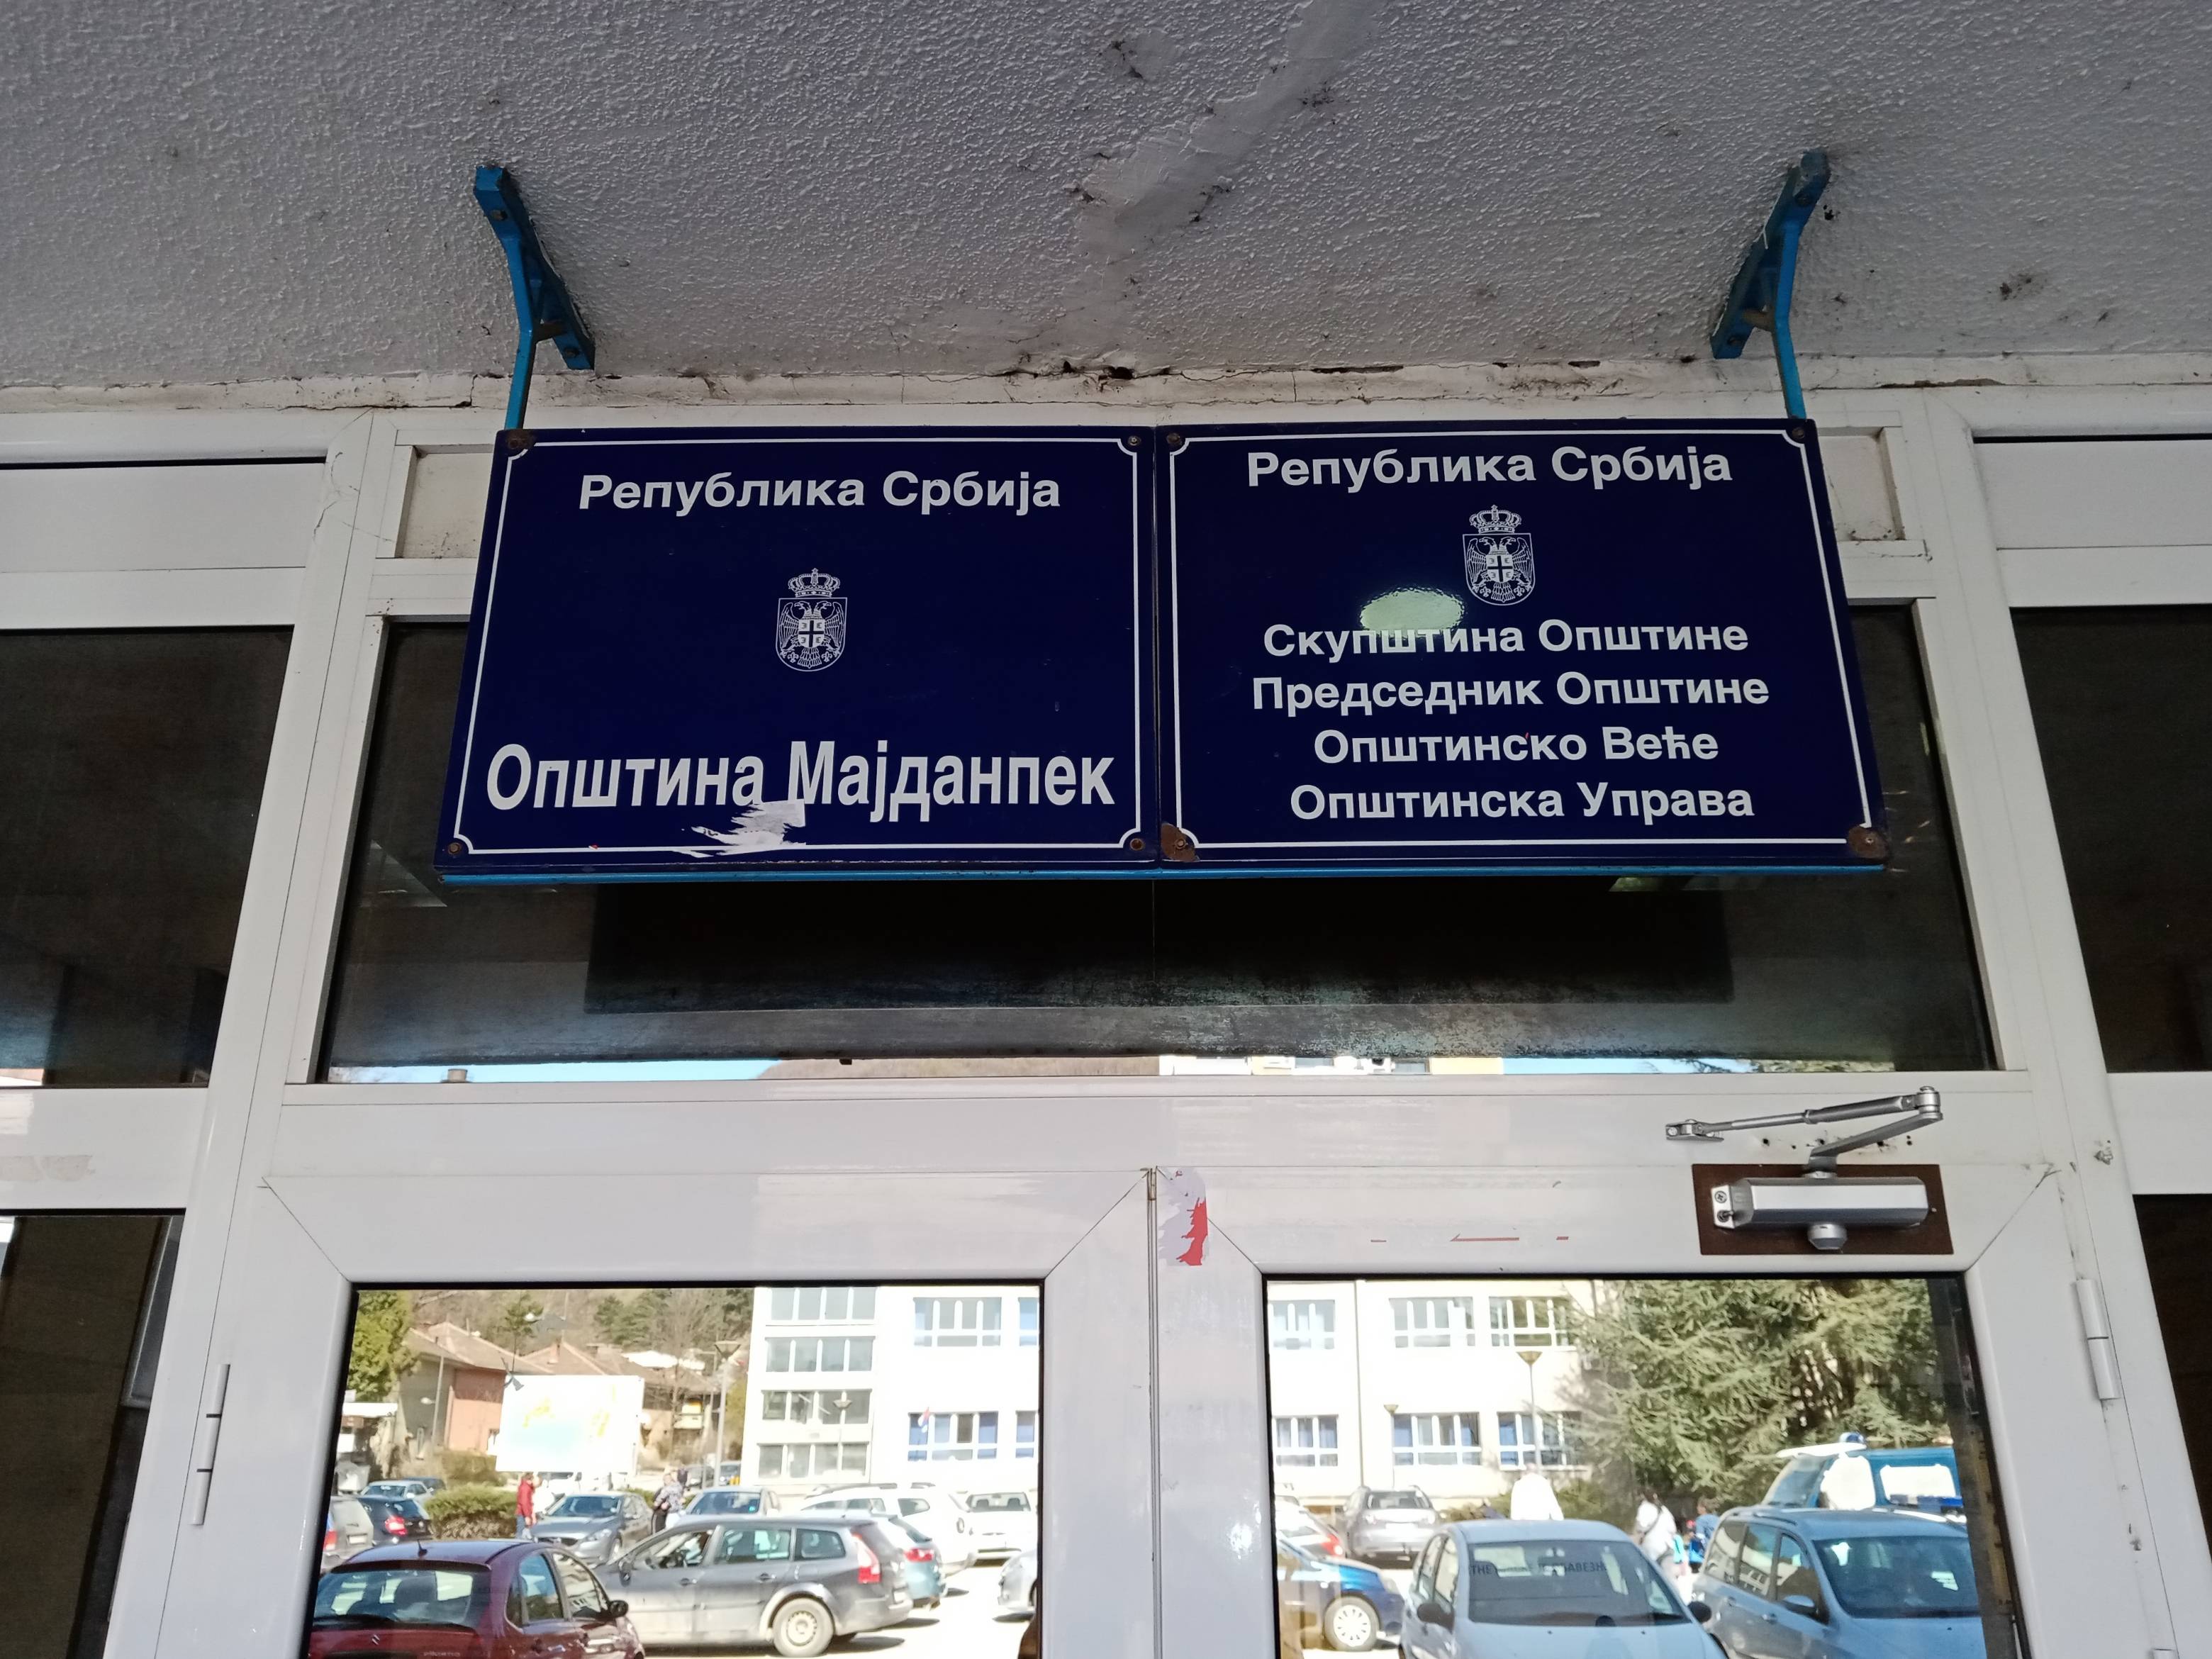 Република Србија
Општина Мајданпек
Република Србија
Скупштина Општине
Председник Општине
Општинско Веће
Општинска Управа